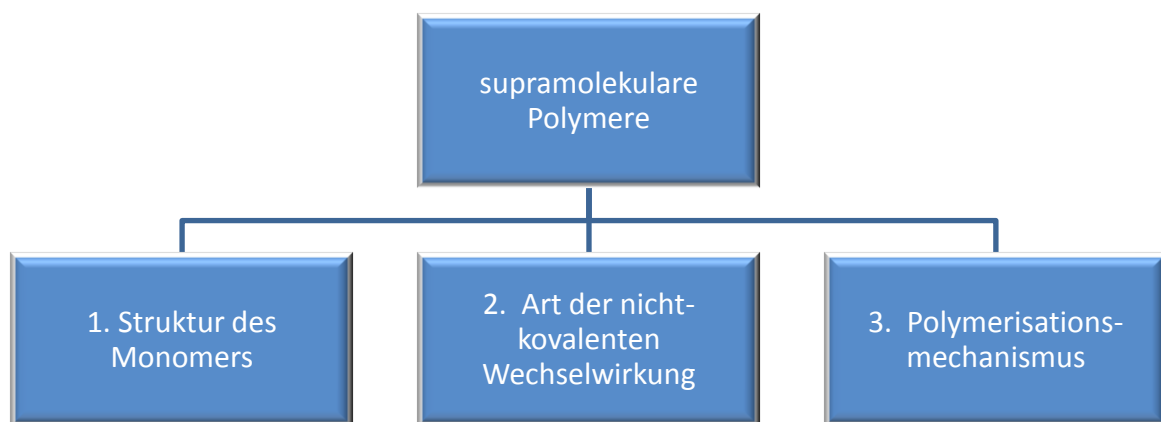 supramolekulare
Polymere
1. Struktur des
Monomers
2. Art der nicht-
kovalenten
Wechselwirkung
3. Polymerisations-
mechanismus